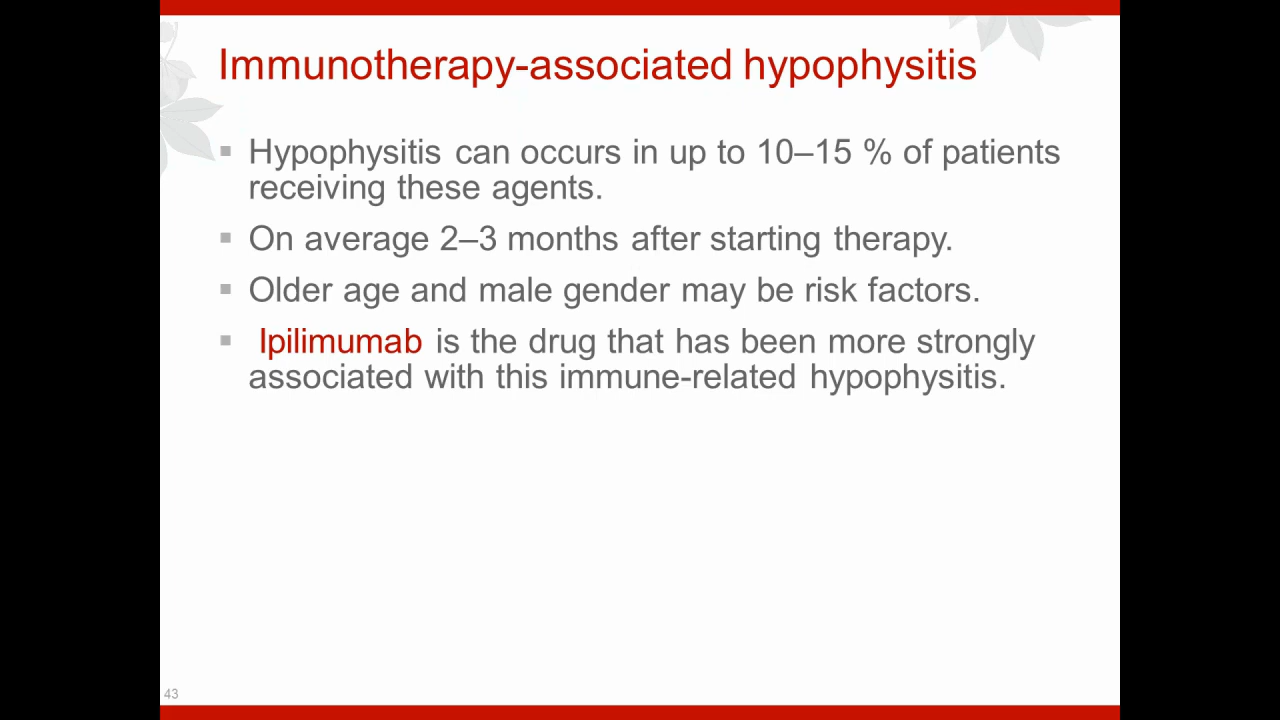 Immunotherapy-associated hypophysitis
▪ Hypophysitis can occurs in up to 10–15 % of patients
receiving these agents.
▪ On average 2–3 months after starting therapy.
▪ Older age and male gender may be risk factors.
▪ Ipilimumab is the drug that has been more strongly
associated with this immune-related hypophysitis.
43